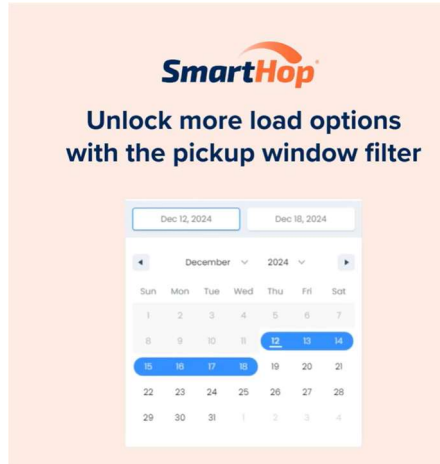 SmartHop
Unlock more load options
with the pickup window filter
Dec 12, 2024 Dec 18, 2024
December 2024
Sun Mon Tue Wed Thu Fri Sat
1 2 3 4 5 6 7
8 9 10 11 12 13 14
15 16 17 18 19 20 21
22 23 24 25 26 27 28
29 30 31 1 2 3 4